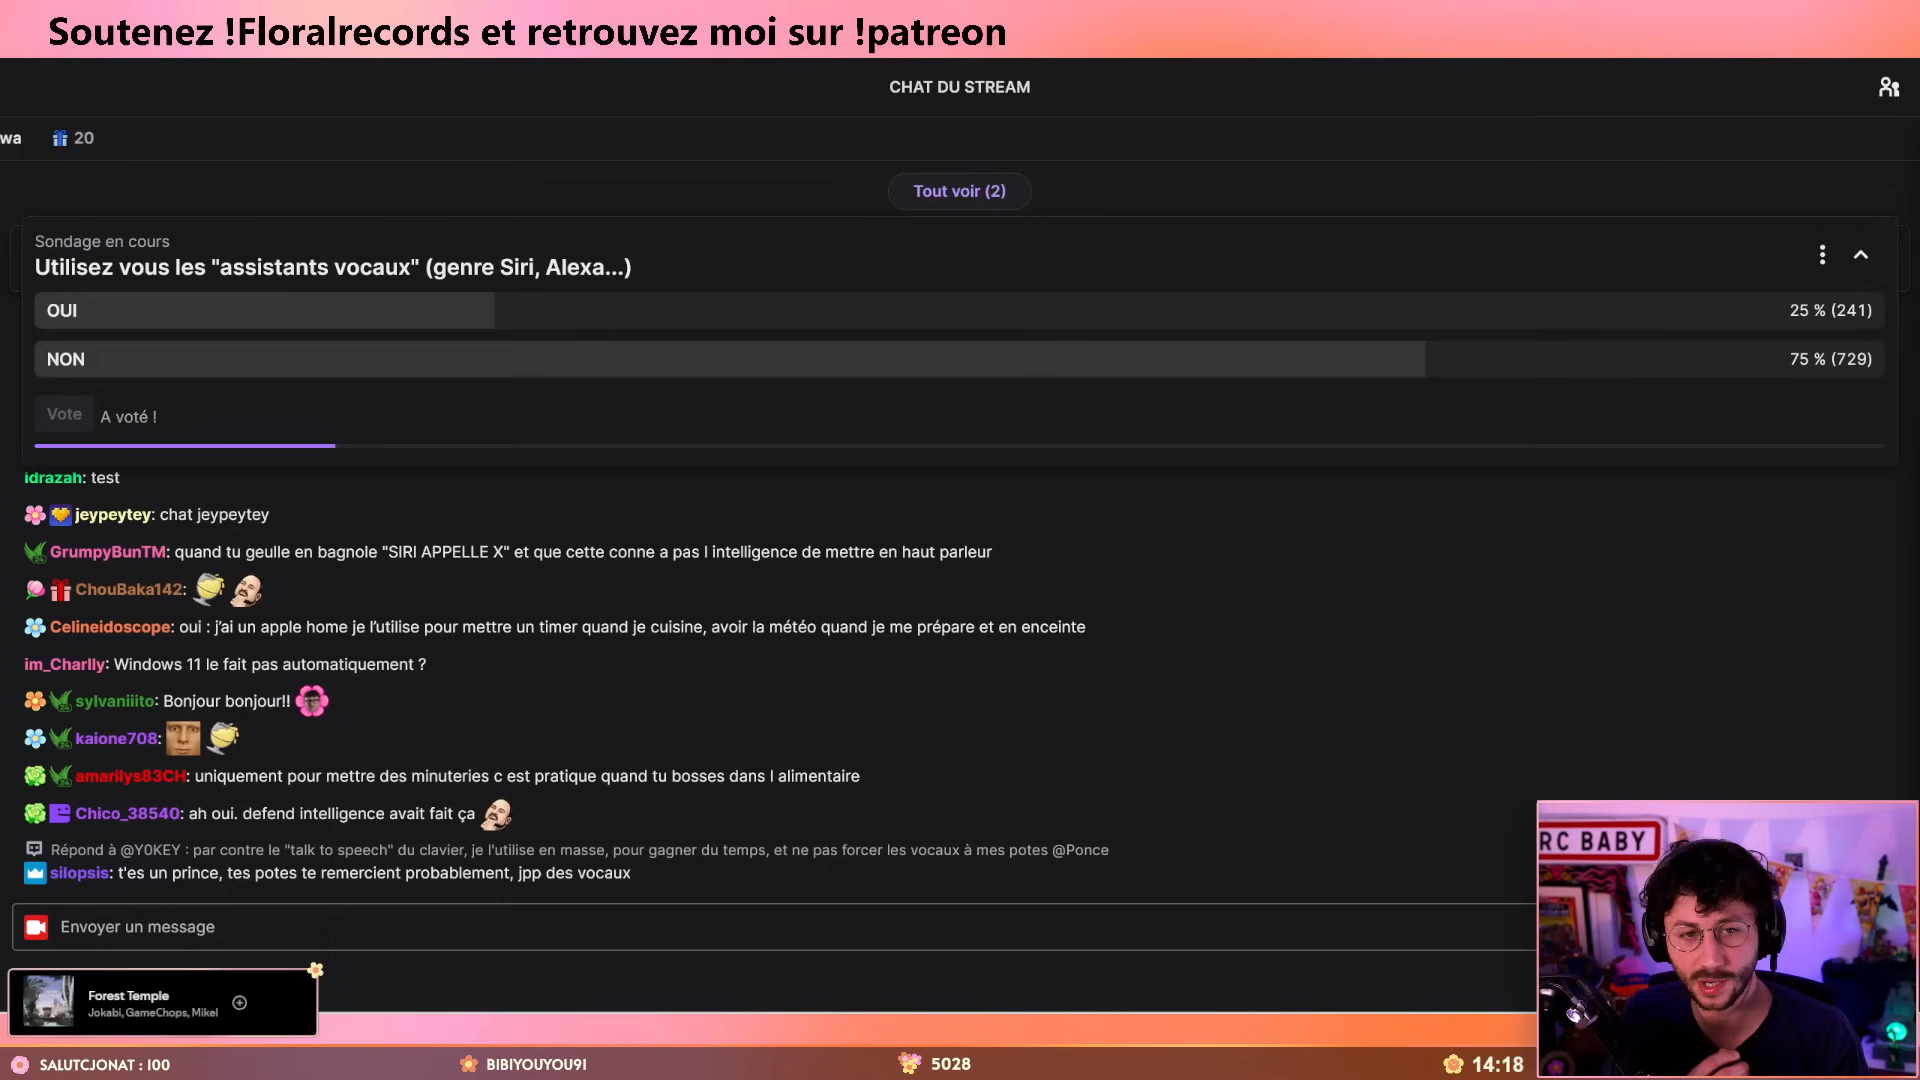 Soutenez !Floralrecords et retrouvez moi sur !patreon
CHAT DU STREAM
wa 20
Tout voir (2)
Sondage en cours
Utilisez vous les "assistants vocaux" (genre Siri, Alexa...)
OUI 25 % (241)
NON 75 % (729)
Vote A voté !
idrazah: test
jeypeytey: chat jeypeytey
GrumpyBunTM: quand tu geulle en bagnole "SIRI APPELLE X" et que cette conne a pas l intelligence de mettre en haut parleur
ChouBaka142:
Celineidoscope: oui : j'ai un apple home je l'utilise pour mettre un timer quand je cuisine, avoir la météo quand je me prépare et en enceinte
im_Charlly: Windows 11 le fait pas automatiquement ?
sylvaniiito: Bonjour bonjour!!
kaione708:
amarilys83CH: uniquement pour mettre des minuteries c est pratique quand tu bosses dans l alimentaire
Chico_38540: ah oui. defend intelligence avait fait ça
Répond à @Y0KEY : par contre le "talk to speech" du clavier, je l'utilise en masse, pour gagner du temps, et ne pas forcer les vocaux à mes potes @Ponce
silopsis: t'es un prince, tes potes te remercient probablement, jpp des vocaux
Envoyer un message
RC BABY
Forest Temple
Jokabi, GameChops, Mikel
SALUTCJONAT : 100 BIBIYOUYOU91 5028 14:18